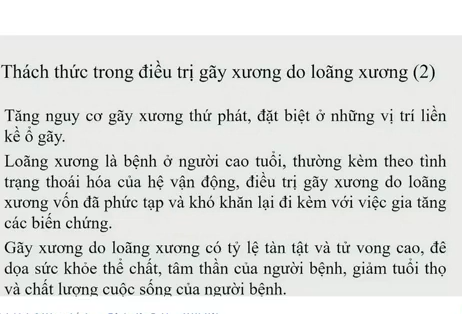 Thách thức trong điều trị gãy xương do loãng xương (2)
Tăng nguy cơ gãy xương thứ phát, đặt biệt ở những vị trí liền
kề ổ gãy.
Loãng xương là bệnh ở người cao tuổi, thường kèm theo tình
trạng thoái hóa của hệ vận động, điều trị gãy xương do loãng
xương vốn đã phức tạp và khó khăn lại đi kèm với việc gia tăng
các biến chứng.
Gãy xương do loãng xương có tỷ lệ tàn tật và tử vong cao, đê
dọa sức khỏe thể chất, tâm thần của người bệnh, giảm tuổi thọ
và chất lượng cuộc sống của người bệnh.